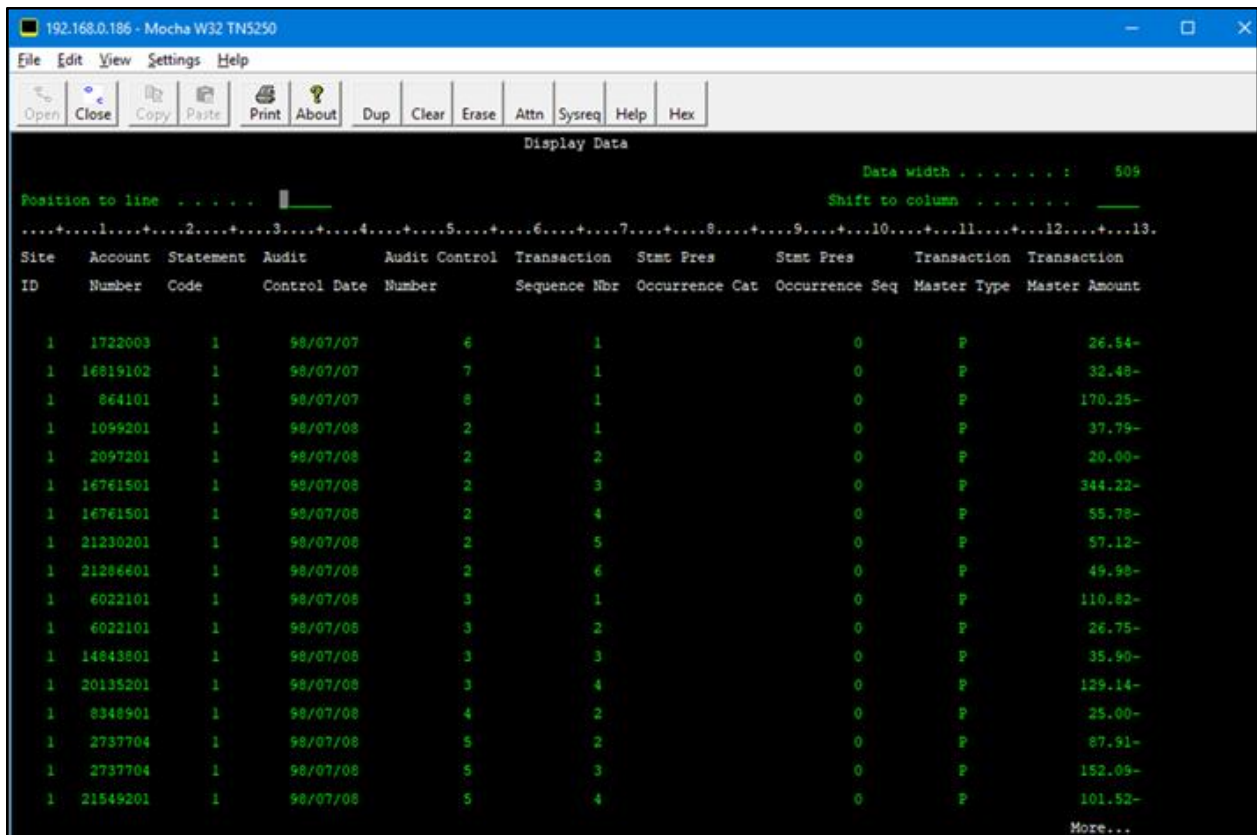 192.168.0.186 - Mocha W32 TN5250
File Edit View Settings Help
Open Close Copy Paste Print About Dup Clear Erase Attn Sysreq Help Hex
Display Data
Data width . . . . . . . : 509
Position to line . . . . . Shift to column . . . . . .
....+....1....+....2....+....3....+....4....+....5....+....6....+....7....+....8....+....9....+...10....+...11....+...12....+...13.
Site Account Statement Audit Audit Control Transaction Stmt Pres Stmt Pres Transaction Transaction
ID Number Code Control Date Number Sequence Nbr Occurrence Cat Occurrence Seq Master Type Master Amount
1 1722003 1 98/07/07 6 1 0 P 26.54-
1 16819102 1 98/07/07 7 1 0 P 32.48-
1 864101 1 98/07/07 8 1 0 P 170.25-
1 1099201 1 98/07/08 2 1 0 P 37.79-
1 2097201 1 98/07/08 2 2 0 P 20.00-
1 16761501 1 98/07/08 2 3 0 P 344.22-
1 16761501 1 98/07/08 2 4 0 P 55.78-
1 21230201 1 98/07/08 2 5 0 P 57.12-
1 21286601 1 98/07/08 2 6 0 P 49.98-
1 6022101 1 98/07/08 3 1 0 P 110.82-
1 6022101 1 98/07/08 3 2 0 P 26.75-
1 14843801 1 98/07/08 3 3 0 P 35.90-
1 20135201 1 98/07/08 3 4 0 P 129.14-
1 8348901 1 98/07/08 4 2 0 P 25.00-
1 2737704 1 98/07/08 5 2 0 P 87.91-
1 2737704 1 98/07/08 5 3 0 P 152.09-
1 21549201 1 98/07/08 5 4 0 P 101.52-
More...